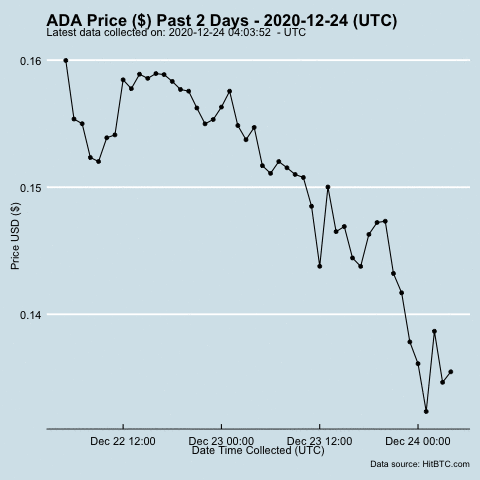 ADA Price ($) Past 2 Days - 2020-12-24 (UTC)
Latest data collected on: 2020-12-24 04:03:52  - UTC
0.16
0.15
0.14
Price USD ($)
Dec 22 12:00 Dec 23 00:00 Dec 23 12:00 Dec 24 00:00
Date Time Collected (UTC)
Data source: HitBTC.com